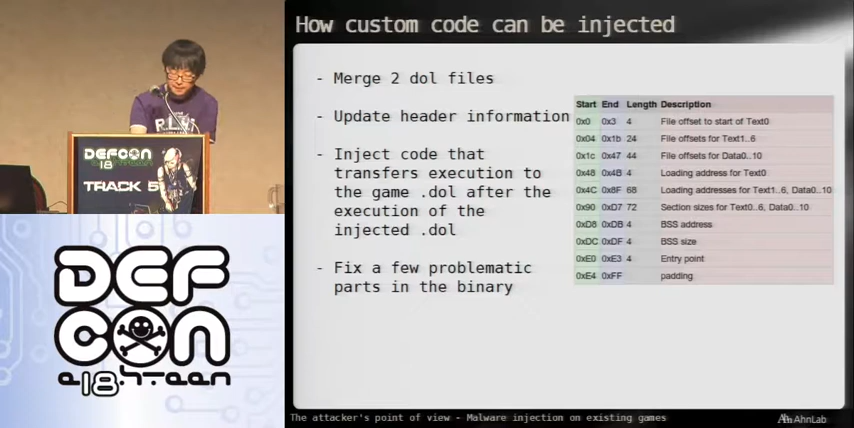 How custom code can be injected
- Merge 2 dol files
- Update header information
- Inject code that
transfers execution to
the game .dol after the
execution of the
injected .dol
- Fix a few problematic
parts in the binary
Start End Length Description
0x0 0x3 4 File offset to start of Text0
0x04 0x1b 24 File offsets for Text1..6
0x1c 0x47 44 File offsets for Data0..10
0x48 0x4B 4 Loading address for Text0
0x4C 0x8F 68 Loading addresses for Text1..6, Data0..10
0x90 0xD7 72 Section sizes for Text0..6, Data0..10
0xD8 0xDB 4 BSS address
0xDC 0xDF 4 BSS size
0xE0 0xE3 4 Entry point
0xE4 0xFF padding
The attacker's point of view - Malware injection on existing games
AhnLab
DEFCON
18
TRACK 5
DEF
CON
e18hteen